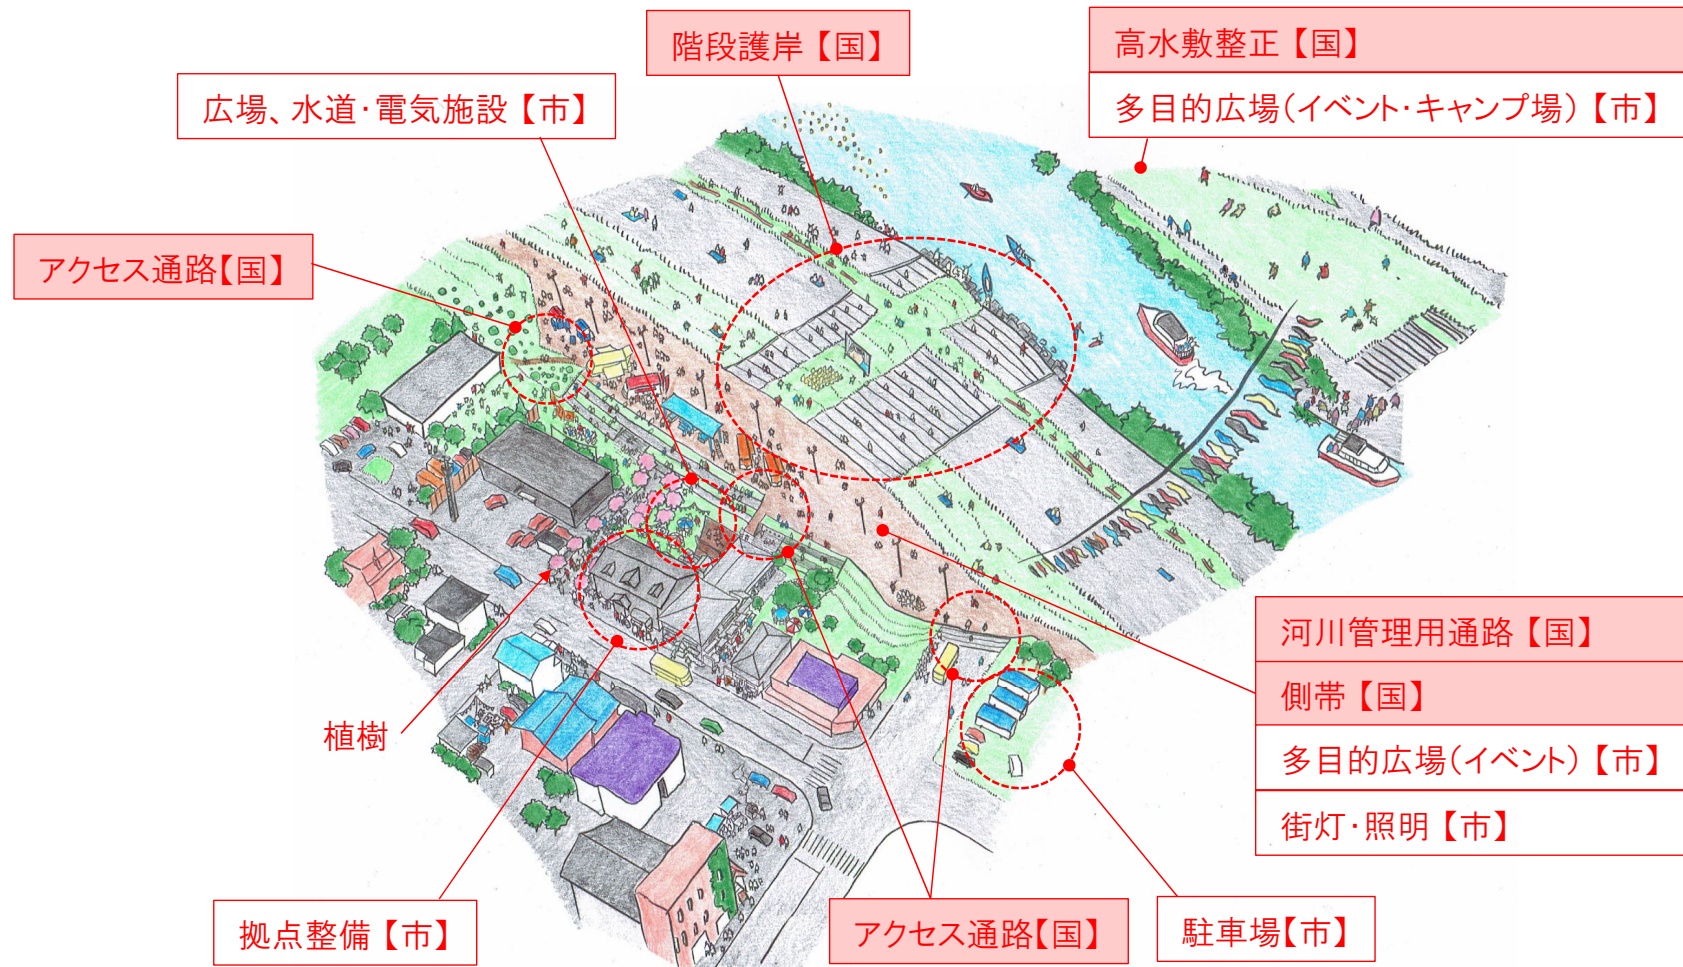 階段護岸【国】
高水敷整正【国】
多目的広場(イベント・キャンプ場)【市】
広場、水道・電気施設【市】
アクセス通路【国】
河川管理用通路【国】
側帯【国】
多目的広場(イベント)【市】
街灯・照明【市】
植樹
拠点整備【市】
アクセス通路【国】
駐車場【市】